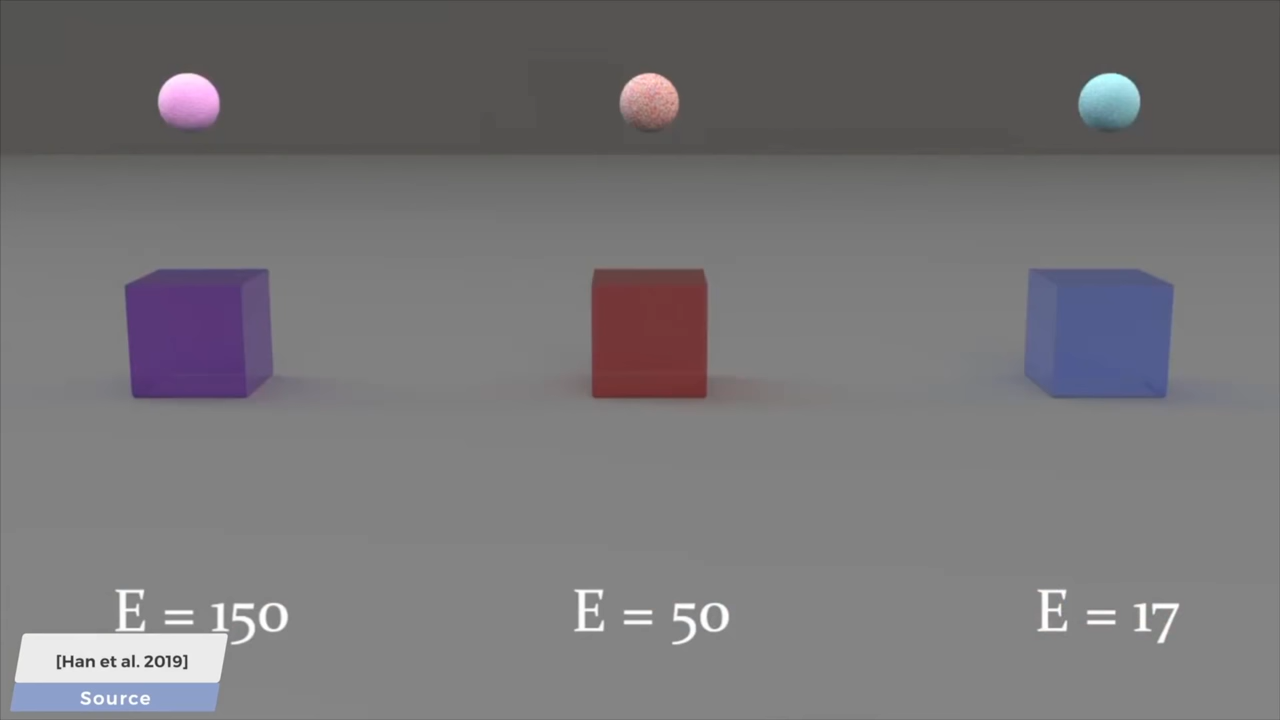 E = 150
E = 50
E = 17
[Han et al. 2019]
Source